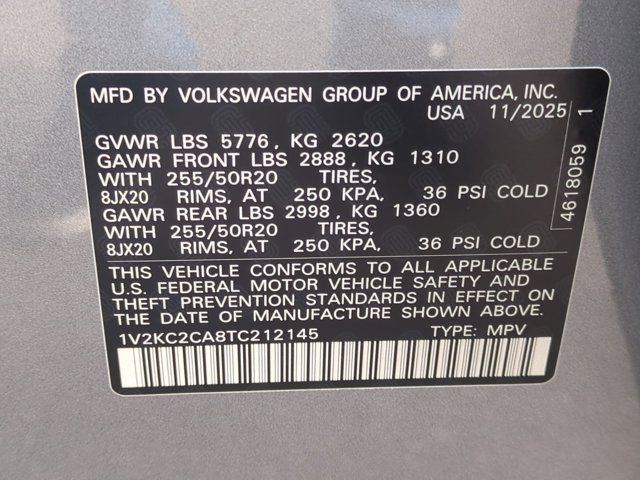 MFD BY VOLKSWAGEN GROUP OF AMERICA, INC.
USA 11/2025
GVWR LBS 5776, KG 2620
GAWR FRONT LBS 2888, KG 1310
WITH 255/50R20 TIRES,
8JX20 RIMS, AT 250 KPA, 36 PSI COLD
GAWR REAR LBS 2998, KG 1360
WITH 255/50R20 TIRES,
8JX20 RIMS, AT 250 KPA, 36 PSI COLD
THIS VEHICLE CONFORMS TO ALL APPLICABLE
U.S. FEDERAL MOTOR VEHICLE SAFETY AND
THEFT PREVENTION STANDARDS IN EFFECT ON
THE DATE OF MANUFACTURE SHOWN ABOVE.
1V2KC2CA8TC212145 TYPE: MPV
4618059 1